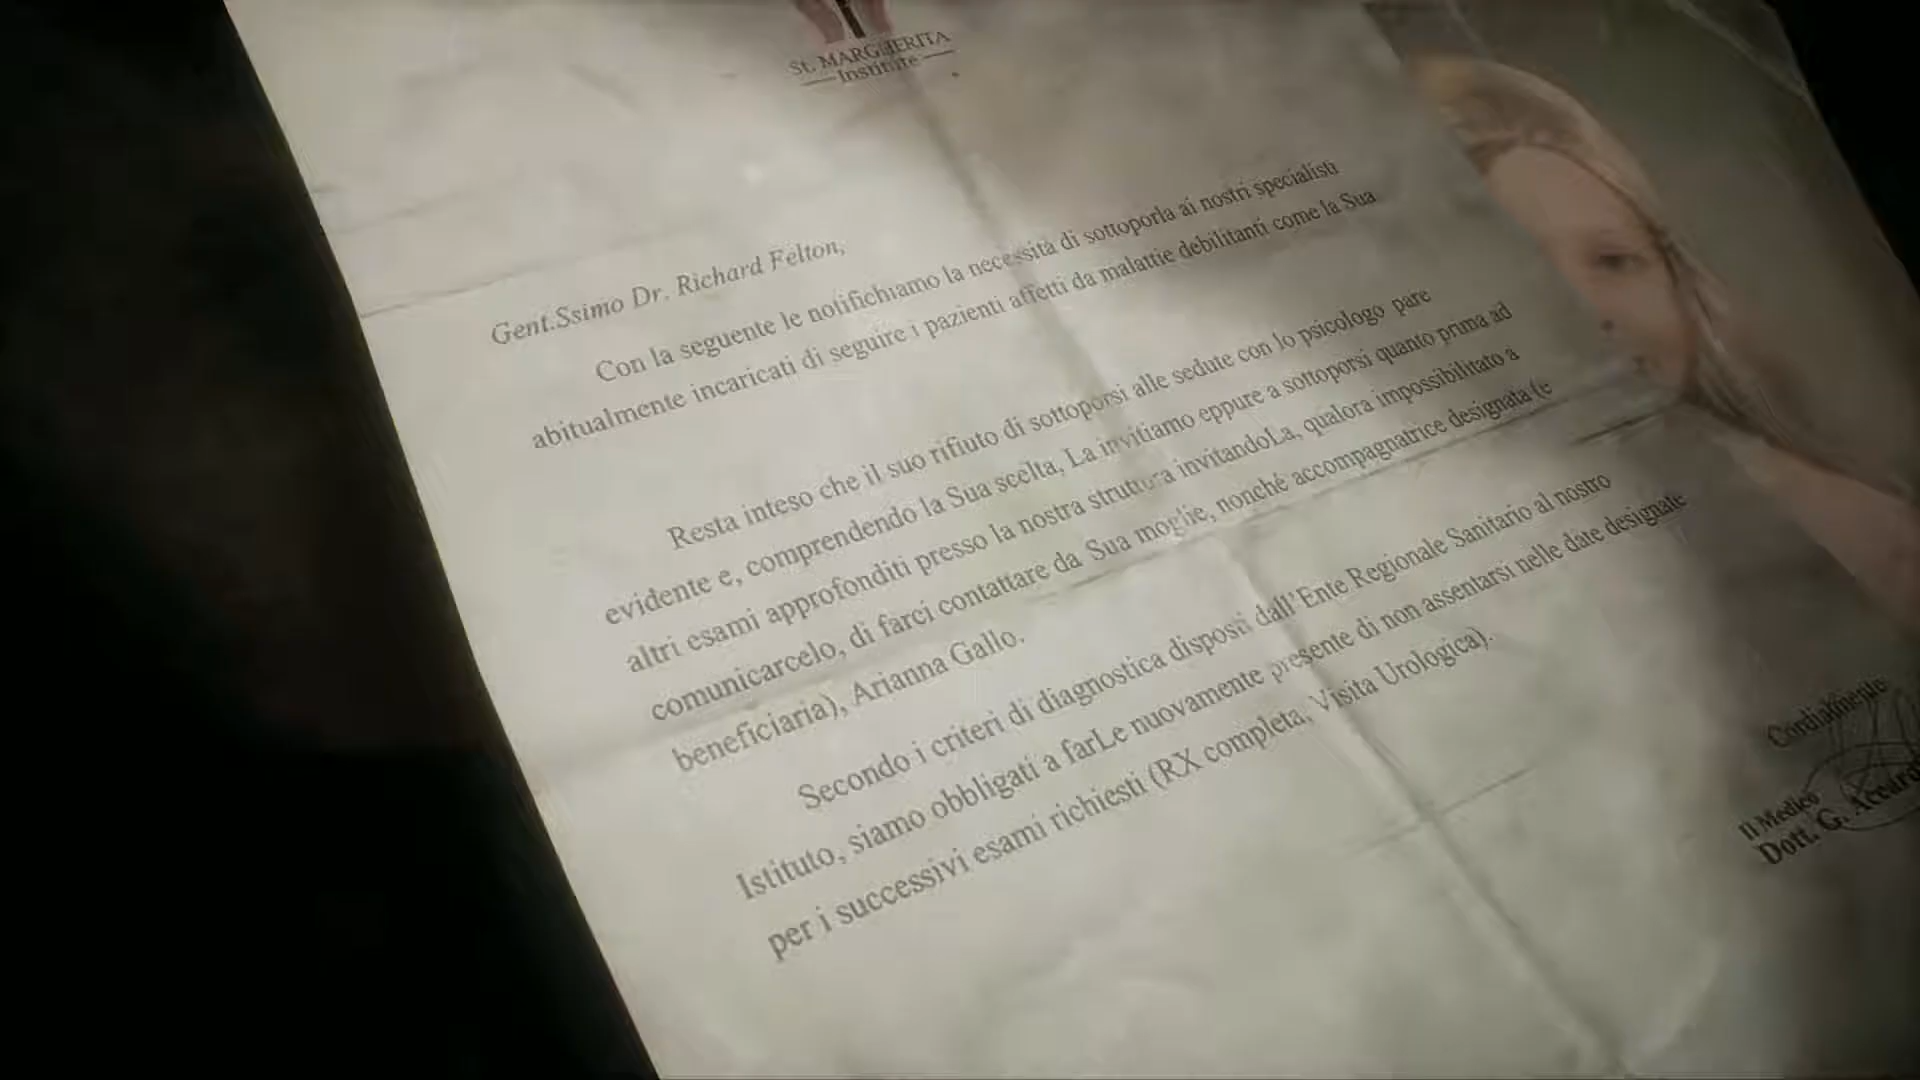 St. MARGHERITA
Institute
Gent.Ssimo Dr. Richard Felton,
Con la seguente le notifichiamo la necessità di sottoporla ai nostri specialisti
abitualmente incaricati di seguire i pazienti affetti da malattie debilitanti come la Sua
Resta inteso che il suo rifiuto di sottoporsi alle sedute con lo psicologo pare
evidente e, comprendendo la Sua scelta, La invitiamo eppure a sottoporsi quanto prima ad
altri esami approfonditi presso la nostra struttura invitandoLa, qualora impossibilitato a
comunicarcelo, di farci contattare da Sua moglie, nonché accompagnatrice designata (e
beneficiaria), Arianna Gallo.
Secondo i criteri di diagnostica disposti dall'Ente Regionale Sanitario al nostro
Istituto, siamo obbligati a farLe nuovamente presente di non assentarsi nelle date designate
per i successivi esami richiesti (RX completa, Visita Urologica).
Cordialmente
Il Medico
Dott. G.